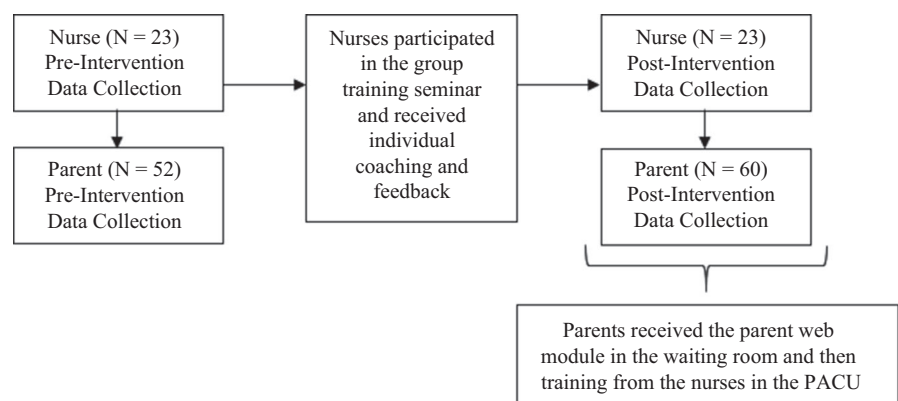 Nurse (N = 23)
Pre-Intervention
Data Collection
Parent (N = 52)
Pre-Intervention
Data Collection
Nurses participated
in the group
training seminar
and received
individual
coaching and
feedback
Nurse (N = 23)
Post-Intervention
Data Collection
Parent (N = 60)
Post-Intervention
Data Collection
Parents received the parent web
module in the waiting room and then
training from the nurses in the PACU